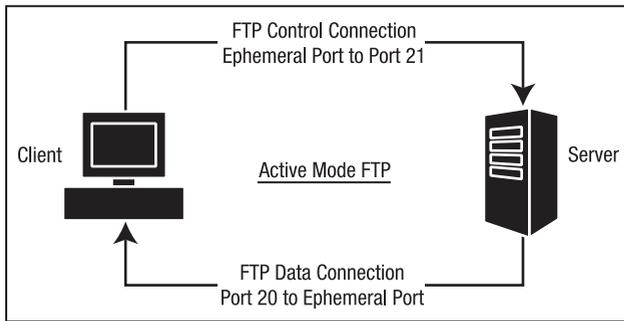 FTP Control Connection
Ephemeral Port to Port 21
Client
Server
Active Mode FTP
FTP Data Connection
Port 20 to Ephemeral Port